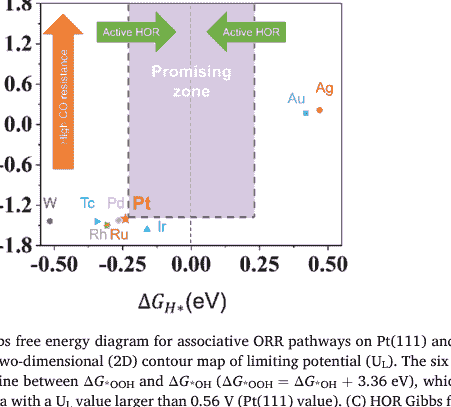 1.8
Active HOR
Active HOR
1.2
Promising
zone
High CO resistance
0.6
Au
Ag
0.0
-0.6
W
Tc
Pd
Pt
-1.2
Rh
Ru
Ir
-1.8
-0.50
-0.25
0.00
0.25
0.50
ΔG_H* (eV)
bs free energy diagram for associative ORR pathways on Pt(111) and
wo-dimensional (2D) contour map of limiting potential (U_L). The six
ine between ΔG*OOH and ΔG*OH (ΔG*OOH = ΔG*OH + 3.36 eV), whic
a with a U_L value larger than 0.56 V (Pt(111) value). (C) HOR Gibbs f